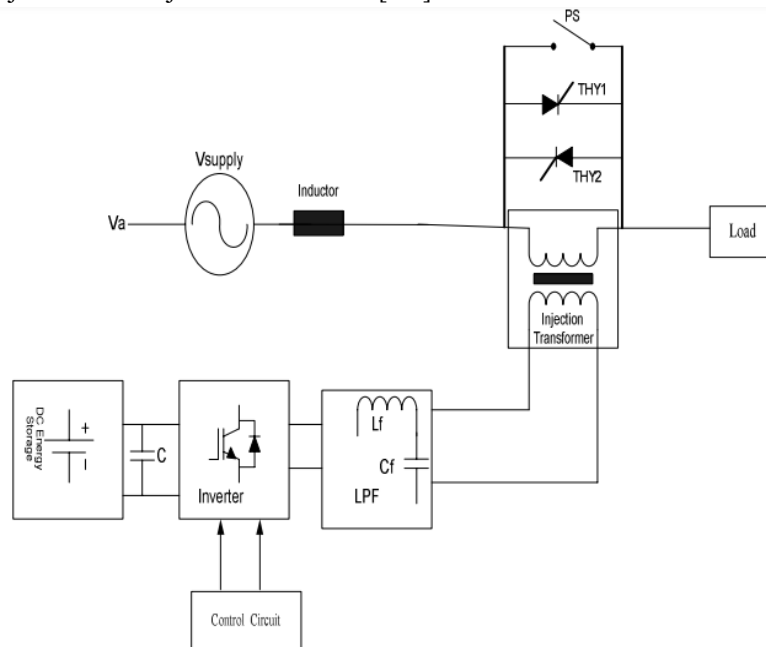 PS
THY1
THY2
Vsupply
Inductor
Va
Load
Injection
Transformer
DC Energy
Storage
+
C
Inverter
Lf
Cf
LPF
Control Circuit